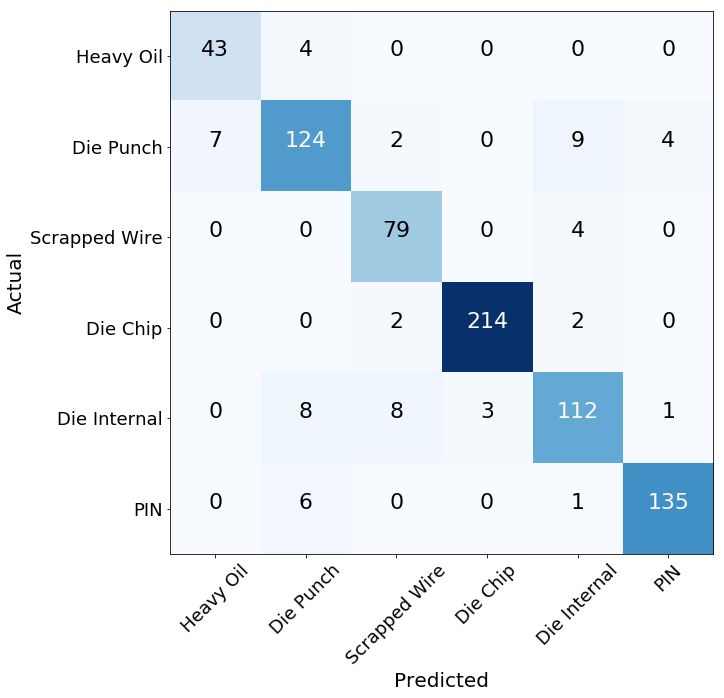 Heavy Oil 43 4 0 0 0 0
Die Punch 7 124 2 0 9 4
Scrapped Wire 0 0 79 0 4 0
Die Chip 0 0 2 214 2 0
Die Internal 0 8 8 3 112 1
PIN 0 6 0 0 1 135
Actual
Heavy Oil Die Punch Scrapped Wire Die Chip Die Internal PIN
Predicted